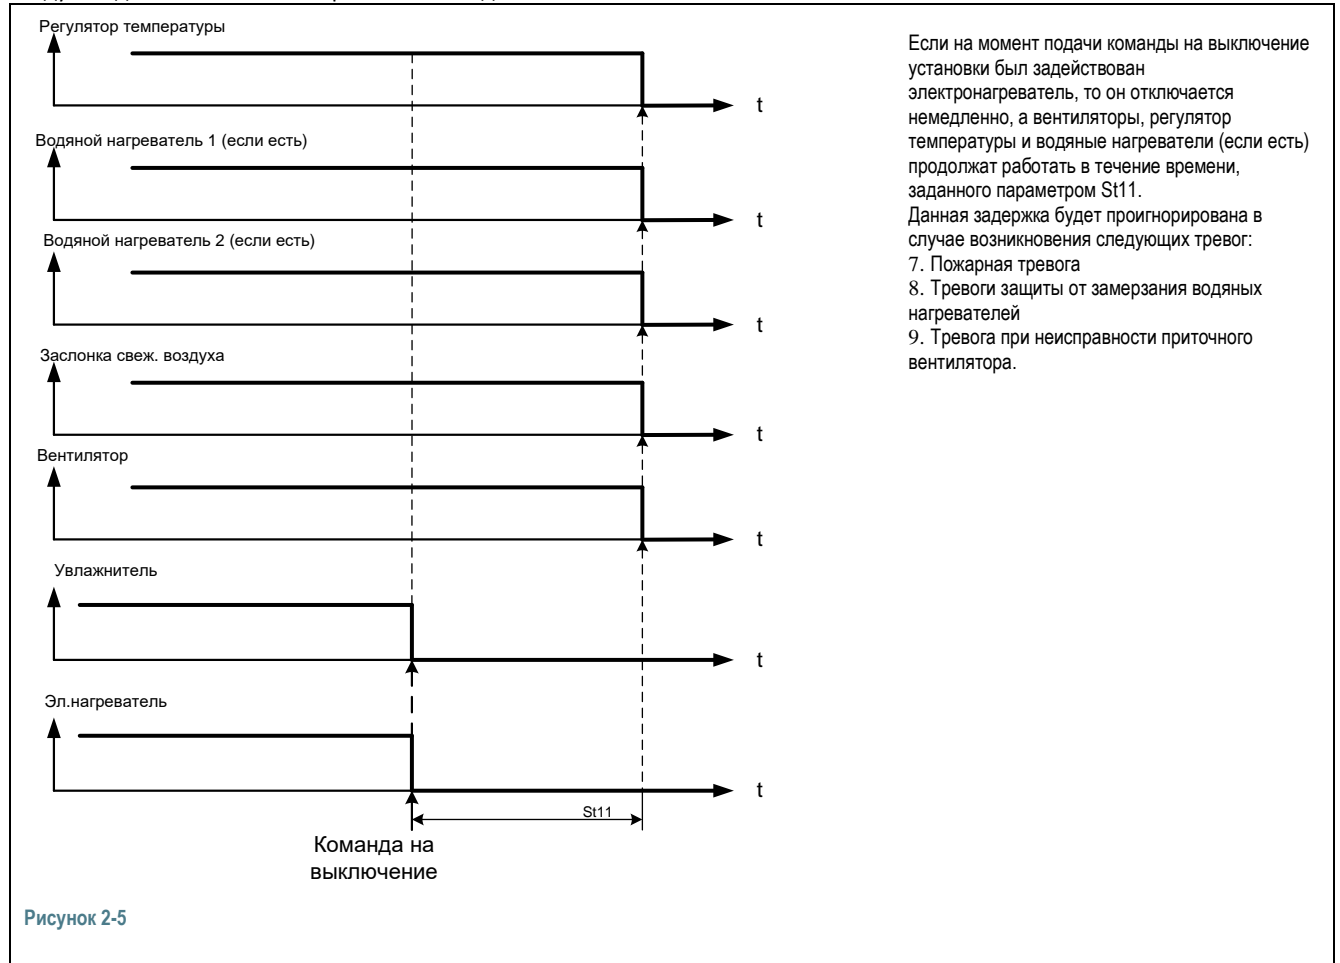 Регулятор температуры
t
Водяной нагреватель 1 (если есть)
t
Водяной нагреватель 2 (если есть)
t
Заслонка свеж. воздуха
t
Вентилятор
t
Увлажнитель
t
Эл.нагреватель
t
St11
Команда на
выключение
Рисунок 2-5
Если на момент подачи команды на выключение
установки был задействован
электронагреватель, то он отключается
немедленно, а вентиляторы, регулятор
температуры и водяные нагреватели (если есть)
продолжат работать в течение времени,
заданного параметром St11.
Данная задержка будет проигнорирована в
случае возникновения следующих тревог:
7. Пожарная тревога
8. Тревоги защиты от замерзания водяных
нагревателей
9. Тревога при неисправности приточного
вентилятора.